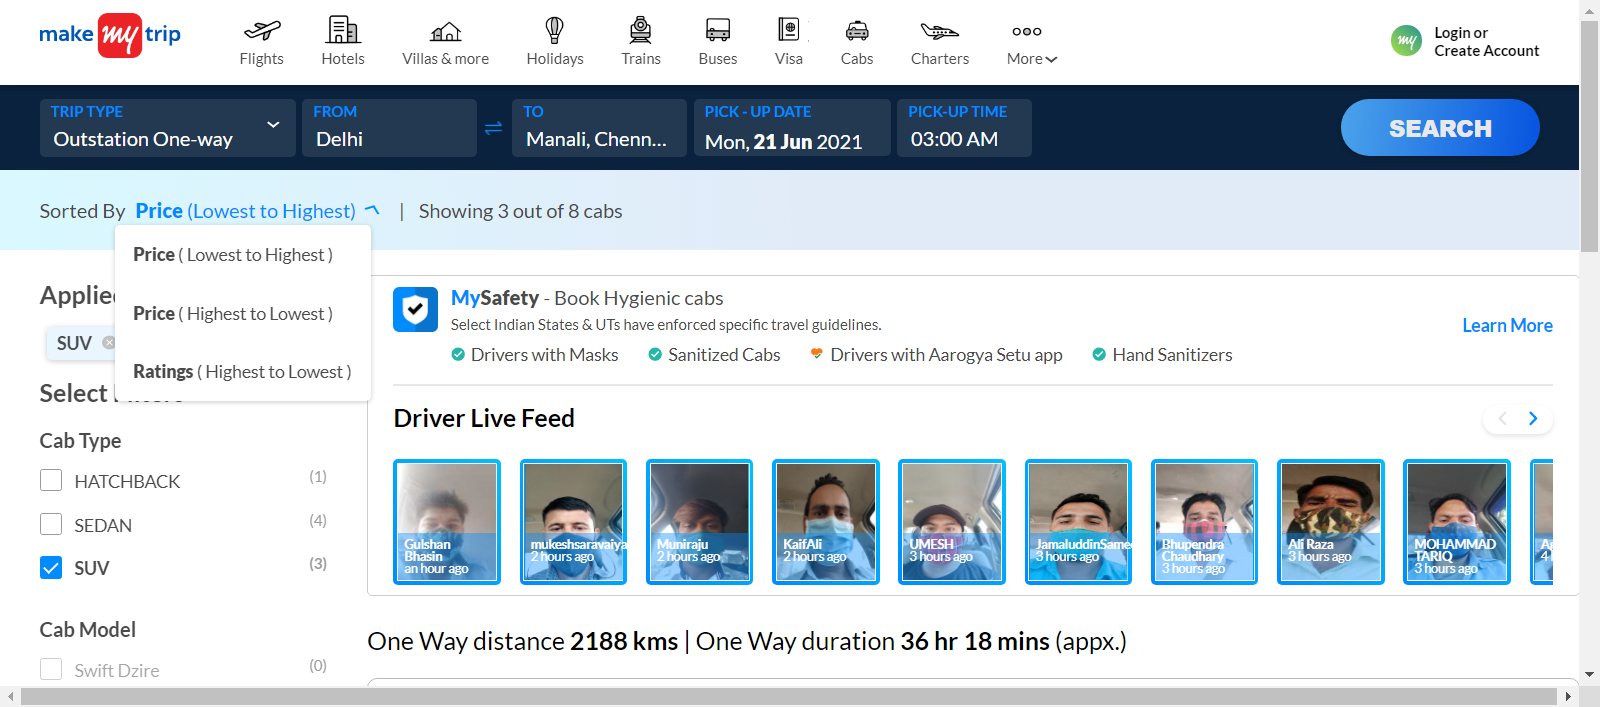 make my trip
Flights
Hotels
Villas & more
Holidays
Trains
Buses
Visa
Cabs
Charters
More
my
Login or
Create Account
TRIP TYPE
Outstation One-way
FROM
Delhi
TO
Manali, Chenn...
PICK - UP DATE
Mon, 21 Jun 2021
PICK-UP TIME
03:00 AM
SEARCH
Sorted By Price (Lowest to Highest) | Showing 3 out of 8 cabs
Price ( Lowest to Highest )
Price ( Highest to Lowest )
Ratings ( Highest to Lowest )
SUV
Select
Cab Type
HATCHBACK (1)
SEDAN (4)
SUV (3)
Cab Model
Swift Dzire (0)
MySafety - Book Hygienic cabs
Select Indian States & UTs have enforced specific travel guidelines.
Learn More
Drivers with Masks
Sanitized Cabs
Drivers with Aarogya Setu app
Hand Sanitizers
Driver Live Feed
Gulshan
Bhasin
an hour ago
mukeshsaravaiya
2 hours ago
Muniraju
2 hours ago
KaifAli
2 hours ago
UMESH
3 hours ago
JamaluddinSame
3 hours ago
Bhupendra
Chaudhary
3 hours ago
Ali Raza
3 hours ago
MOHAMMAD
TARIQ
3 hours ago
One Way distance 2188 kms | One Way duration 36 hr 18 mins (appx.)